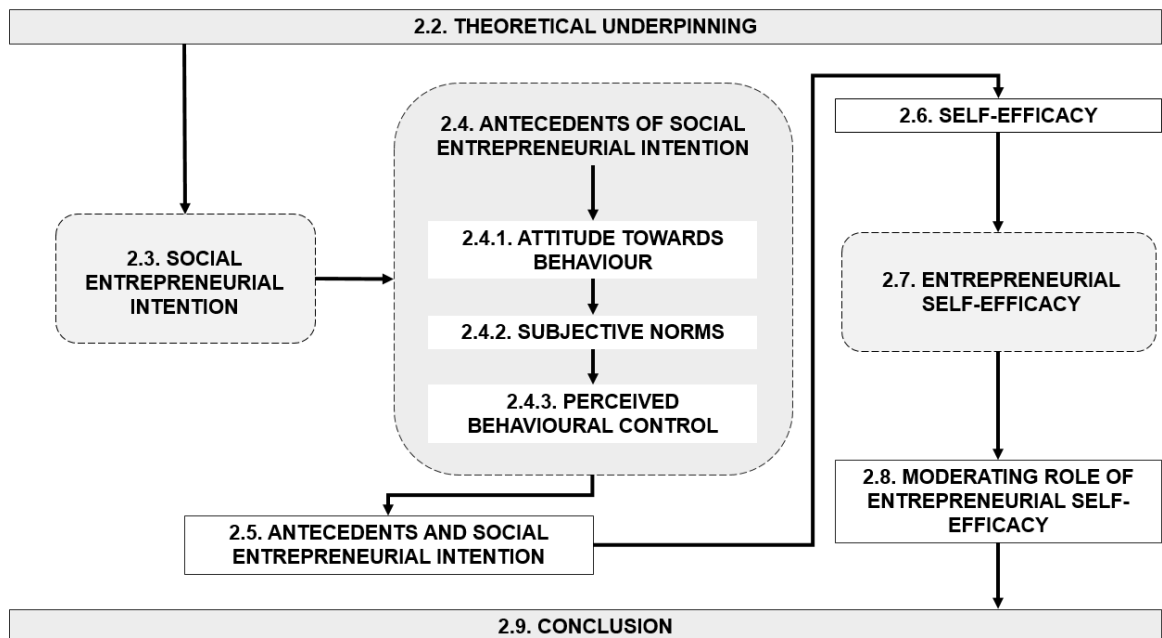 2.2. THEORETICAL UNDERPINNING
2.3. SOCIAL
ENTREPRENEURIAL
INTENTION
2.4. ANTECEDENTS OF SOCIAL
ENTREPRENEURIAL INTENTION
2.4.1. ATTITUDE TOWARDS
BEHAVIOUR
2.4.2. SUBJECTIVE NORMS
2.4.3. PERCEIVED
BEHAVIOURAL CONTROL
2.5. ANTECEDENTS AND SOCIAL
ENTREPRENEURIAL INTENTION
2.6. SELF-EFFICACY
2.7. ENTREPRENEURIAL
SELF-EFFICACY
2.8. MODERATING ROLE OF
ENTREPRENEURIAL SELF-
EFFICACY
2.9. CONCLUSION